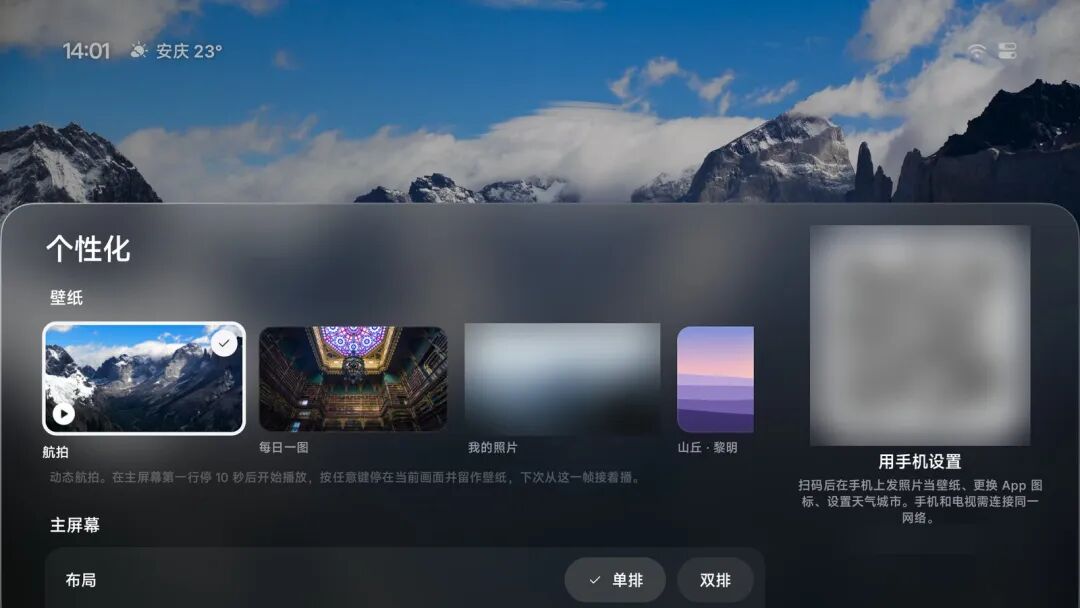 14:01 安庆 23°
个性化
壁纸
航拍
每日一图
我的照片
山丘 · 黎明
动态航拍。在主屏幕第一行停 10 秒后开始播放，按任意键停在当前画面并留作壁纸，下次从这一帧接着播。
用手机设置
扫码后在手机上发照片当壁纸、更换 App 图
标、设置天气城市。手机和电视需连接同一
网络。
主屏幕
布局
单排
双排